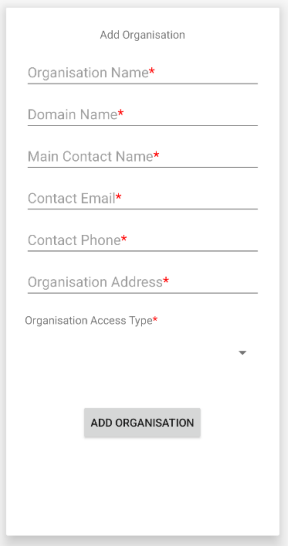 Add Organisation
Organisation Name*
Domain Name*
Main Contact Name*
Contact Email*
Contact Phone*
Organisation Address*
Organisation Access Type*
ADD ORGANISATION